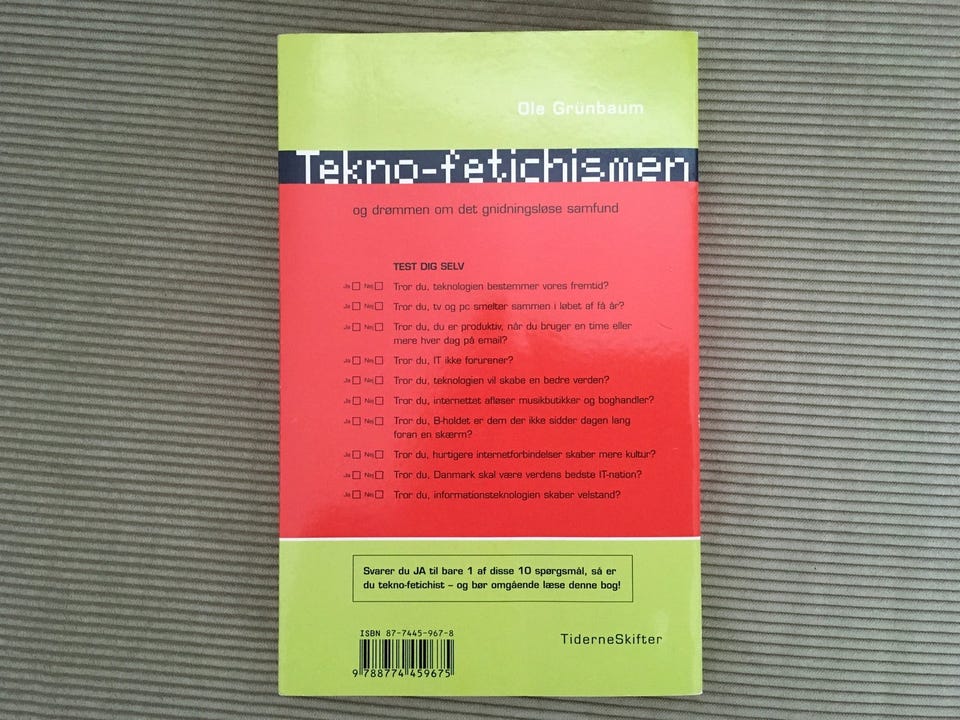 Ole Grünbaum
Tekno-fetichismen
og drømmen om det gnidningsløse samfund
TEST DIG SELV
Ja Nej Tror du, teknologien bestemmer vores fremtid?
Ja Nej Tror du, tv og pc smelter sammen i løbet af få år?
Ja Nej Tror du, du er produktiv, når du bruger en time eller
mere hver dag på email?
Ja Nej Tror du, IT ikke forurener?
Ja Nej Tror du, teknologien vil skabe en bedre verden?
Ja Nej Tror du, internettet afløser musikbutikker og boghandler?
Ja Nej Tror du, B-holdet er dem der ikke sidder dagen lang
foran en skærm?
Ja Nej Tror du, hurtigere internetforbindelser skaber mere kultur?
Ja Nej Tror du, Danmark skal være verdens bedste IT-nation?
Ja Nej Tror du, informationsteknologien skaber velstand?
Svarer du JA til bare 1 af disse 10 spørgsmål, så er
du tekno-fetichist – og bør omgående læse denne bog!
ISBN 87-7445-967-8
TiderneSkifter
9 788774 459675